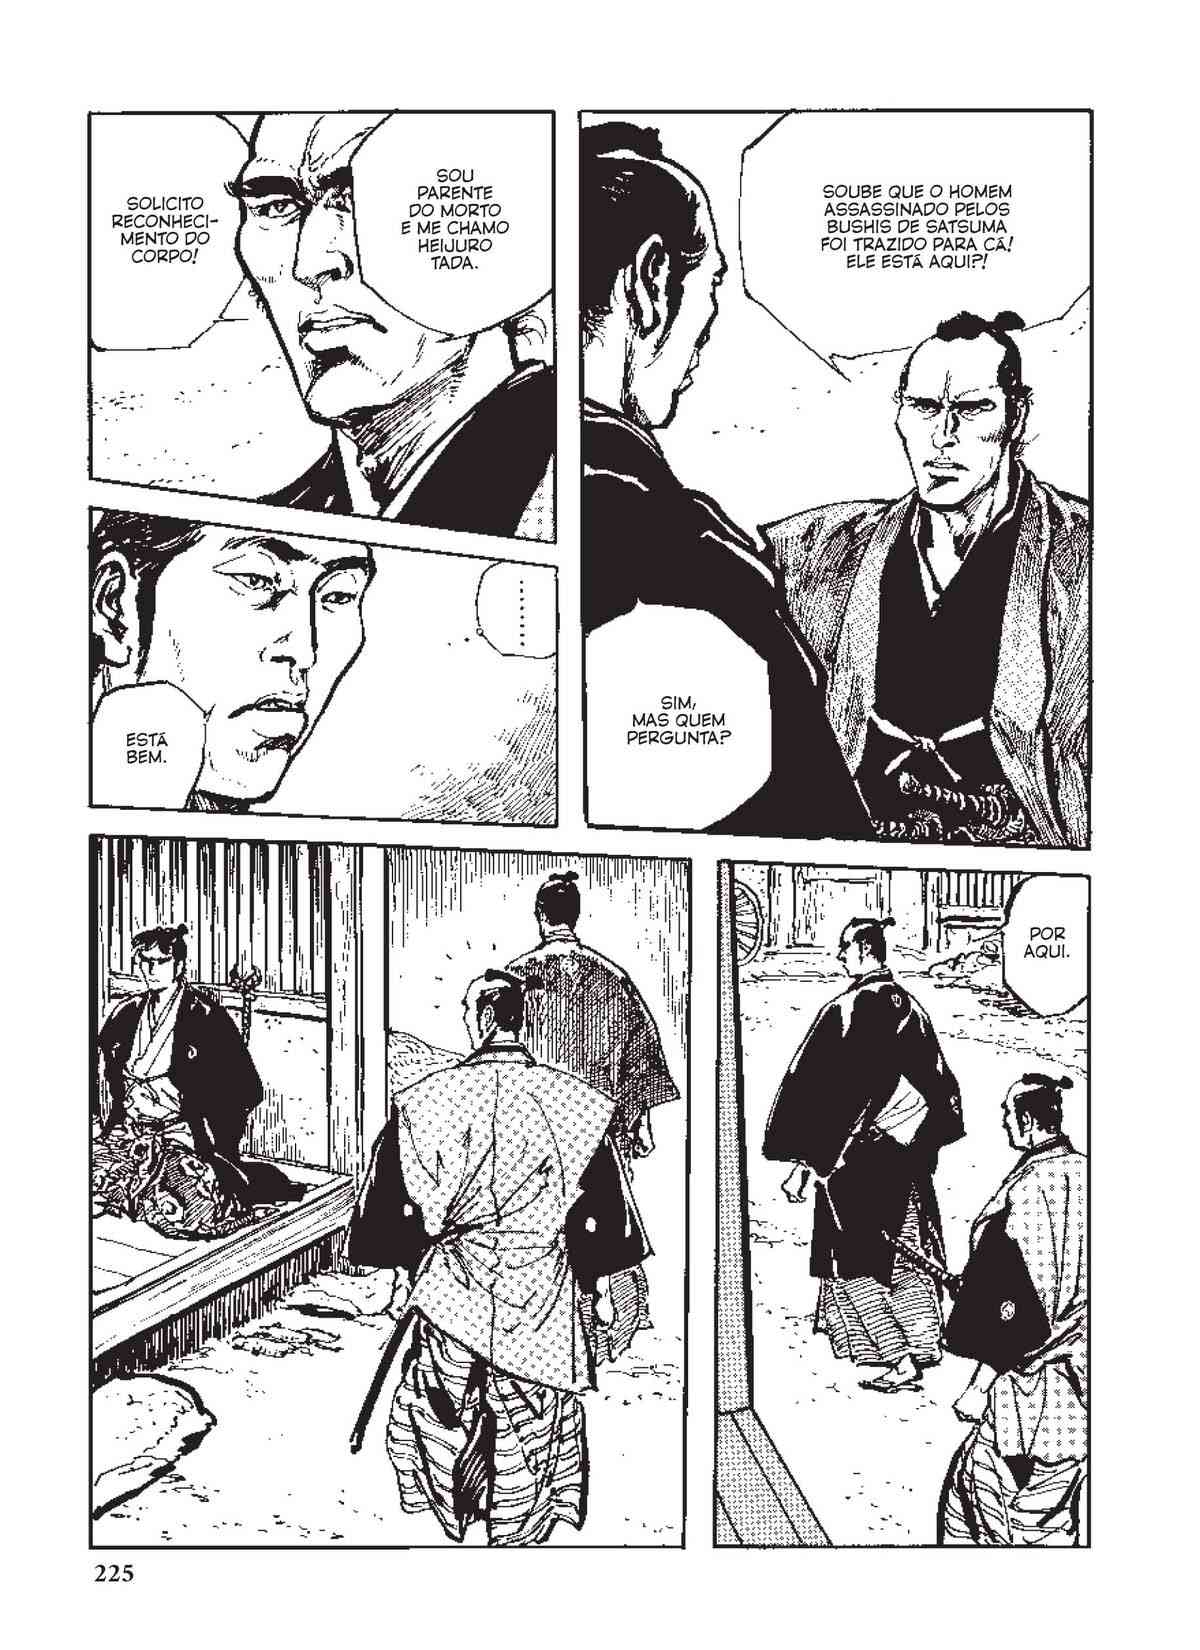 SOUBE QUE O HOMEM
ASSASSINADO PELOS
BUSHIS DE SATSUMA
FOI TRAZIDO PARA CÁ!
ELE ESTÁ AQUI?!
SIM,
MAS QUEM
PERGUNTA?
SOU
PARENTE
DO MORTO
E ME CHAMO
HEIJURO
TADA.
SOLICITO
RECONHECI-
MENTO DO
CORPO!
.......
ESTÁ
BEM.
POR
AQUI.
225